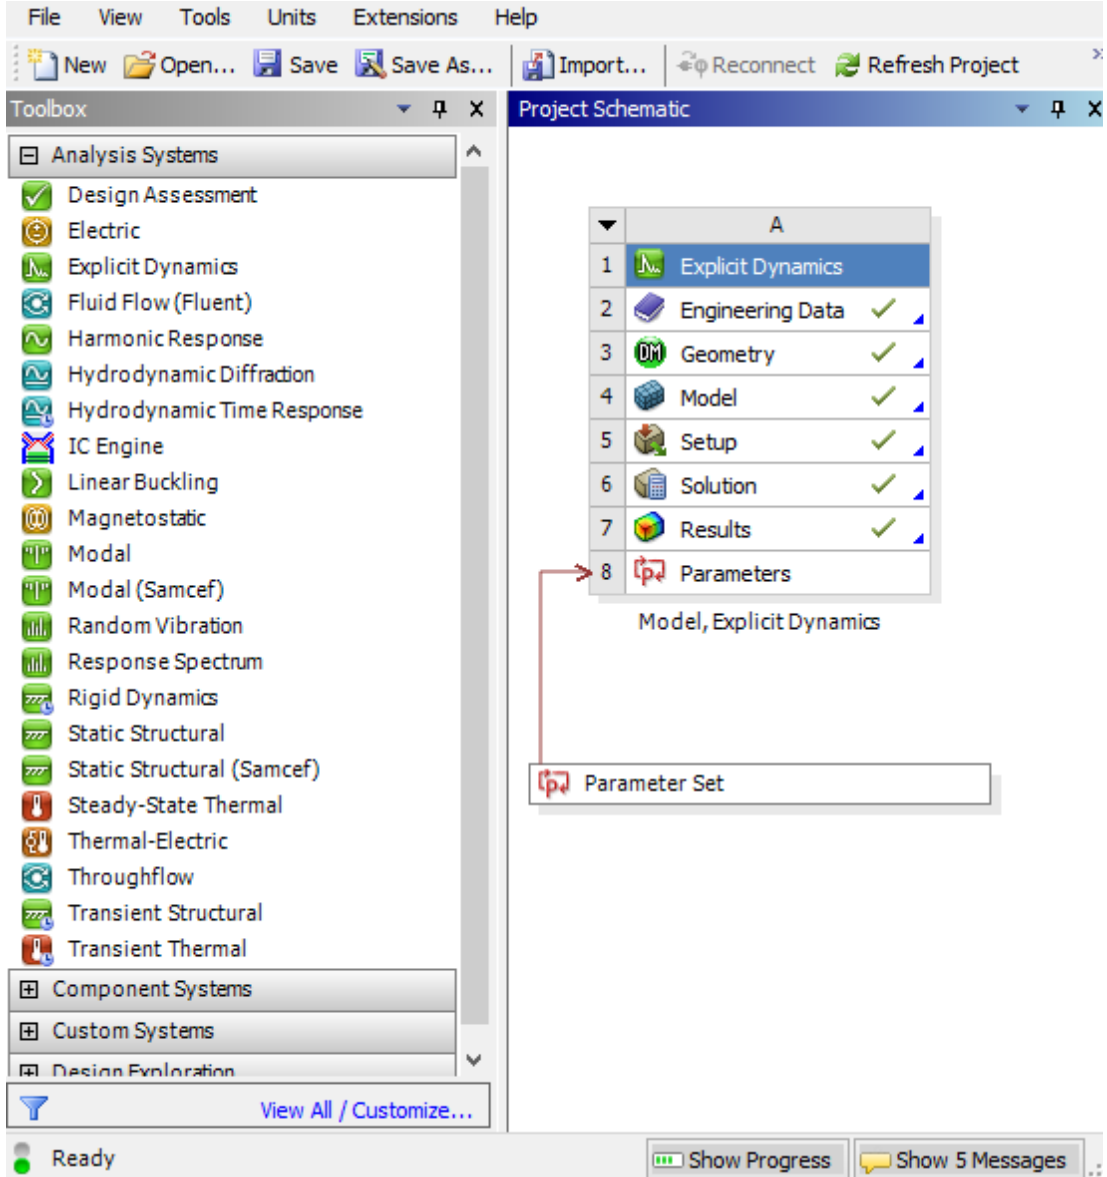 File View Tools Units Extensions Help
New Open... Save Save As... Import... Reconnect Refresh Project
Toolbox
Analysis Systems
Design Assessment
Electric
Explicit Dynamics
Fluid Flow (Fluent)
Harmonic Response
Hydrodynamic Diffraction
Hydrodynamic Time Response
IC Engine
Linear Buckling
Magnetostatic
Modal
Modal (Samcef)
Random Vibration
Response Spectrum
Rigid Dynamics
Static Structural
Static Structural (Samcef)
Steady-State Thermal
Thermal-Electric
Throughflow
Transient Structural
Transient Thermal
Component Systems
Custom Systems
Design Exploration
View All / Customize...
Project Schematic
A
1 Explicit Dynamics
2 Engineering Data
3 DM Geometry
4 Model
5 Setup
6 Solution
7 Results
8 p Parameters
Model, Explicit Dynamics
p Parameter Set
Ready Show Progress Show 5 Messages